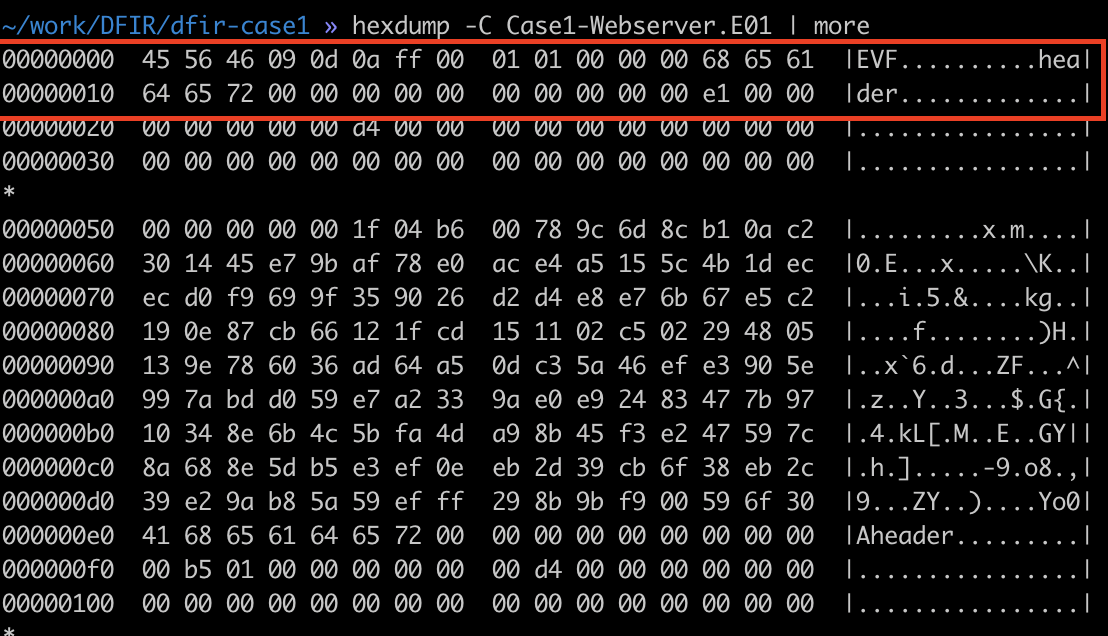 ~/work/DFIR/dfir-case1 » hexdump -C Case1-Webserver.E01 | more
00000000  45 56 46 09 0d 0a ff 00  01 01 00 00 00 68 65 61  |EVF..........hea|
00000010  64 65 72 00 00 00 00 00  00 00 00 00 00 e1 00 00  |der.............|
00000020  00 00 00 00 00 d4 00 00  00 00 00 00 00 00 00 00  |................|
00000030  00 00 00 00 00 00 00 00  00 00 00 00 00 00 00 00  |................|
*
00000050  00 00 00 00 00 1f 04 b6  00 78 9c 6d 8c b1 0a c2  |.........x.m....|
00000060  30 14 45 e7 9b af 78 e0  ac e4 a5 15 5c 4b 1d ec  |0.E...x.....\K..|
00000070  ec d0 f9 69 9f 35 90 26  d2 d4 e8 e7 6b 67 e5 c2  |...i.5.&....kg..|
00000080  19 0e 87 cb 66 12 1f cd  15 11 02 c5 02 29 48 05  |....f........)H.|
00000090  13 9e 78 60 36 ad 64 a5  0d c3 5a 46 ef e3 90 5e  |..x`6.d...ZF...^|
000000a0  99 7a bd d0 59 e7 a2 33  9a e0 e9 24 83 47 7b 97  |.z..Y..3...$.G{.|
000000b0  10 34 8e 6b 4c 5b fa 4d  a9 8b 45 f3 e2 47 59 7c  |.4.kL[.M..E..GY||
000000c0  8a 68 8e 5d b5 e3 ef 0e  eb 2d 39 cb 6f 38 eb 2c  |.h.].....-9.o8.,|
000000d0  39 e2 9a b8 5a 59 ef ff  29 8b 9b f9 00 59 6f 30  |9...ZY..)....Yo0|
000000e0  41 68 65 61 64 65 72 00  00 00 00 00 00 00 00 00  |Aheader.........|
000000f0  00 b5 01 00 00 00 00 00  00 d4 00 00 00 00 00 00  |................|
00000100  00 00 00 00 00 00 00 00  00 00 00 00 00 00 00 00  |................|
*